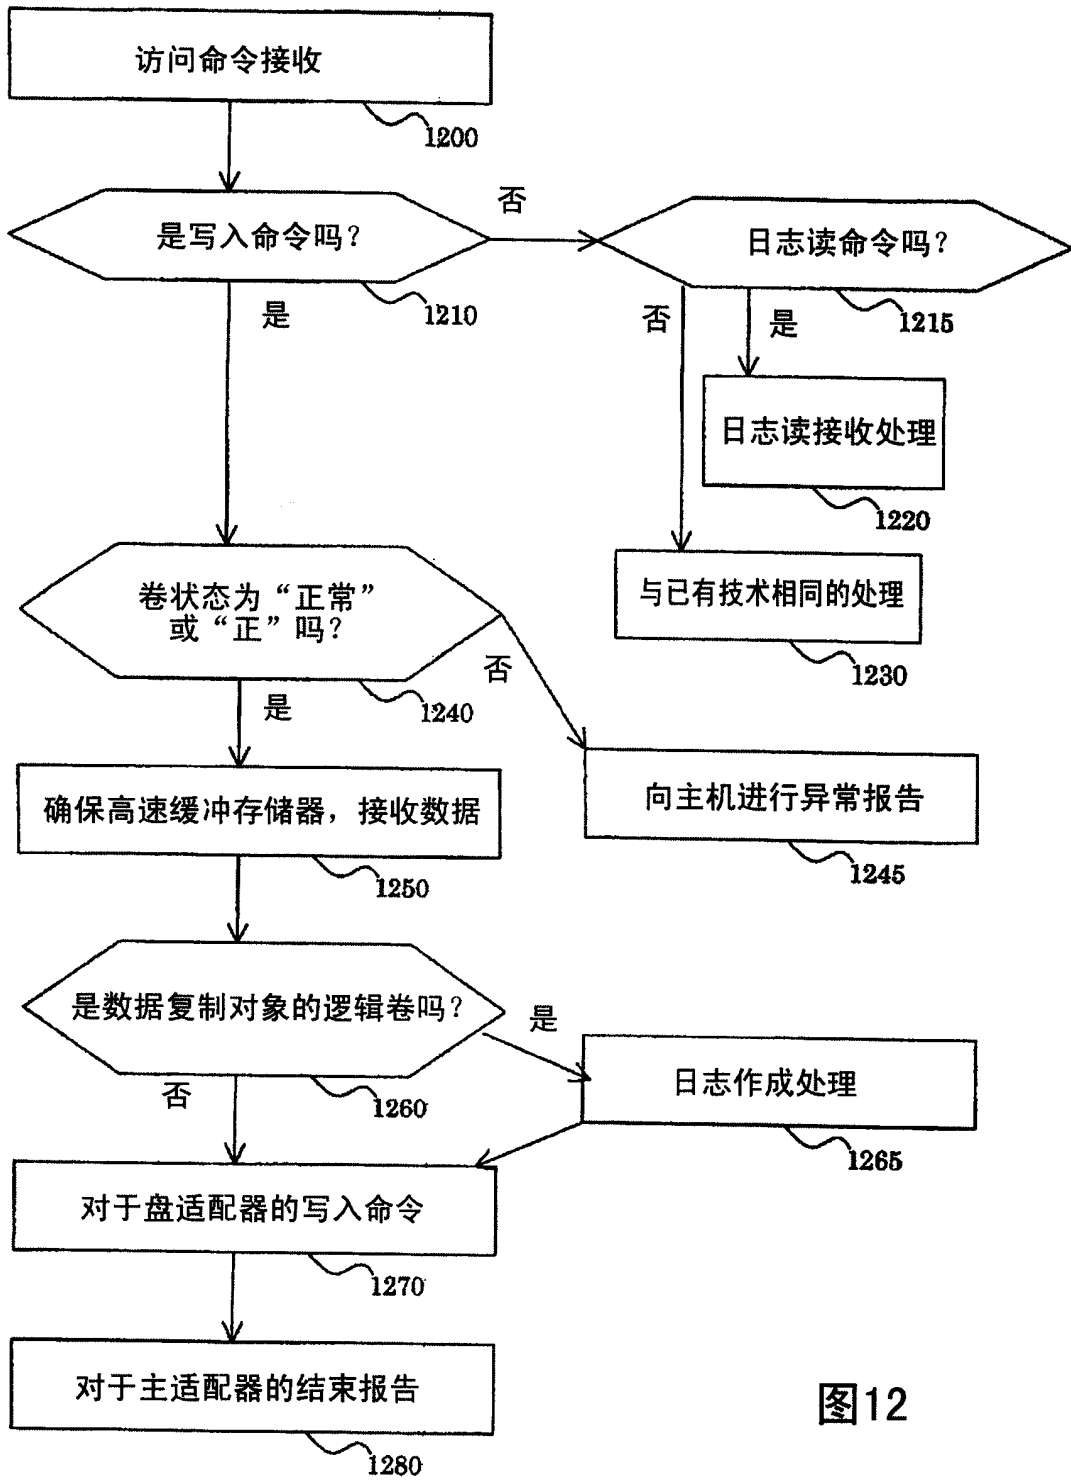 访问命令接收
1200
是写入命令吗？
否
日志读命令吗？
1210
是
1215
否
是
日志读接收处理
1220
与已有技术相同的处理
1230
卷状态为“正常”
或“正”吗？
否
1240
是
向主机进行异常报告
1245
确保高速缓冲存储器，接收数据
1250
是数据复制对象的逻辑卷吗？
是
日志作成处理
1265
1260
否
对于盘适配器的写入命令
1270
对于主适配器的结束报告
1280
图12